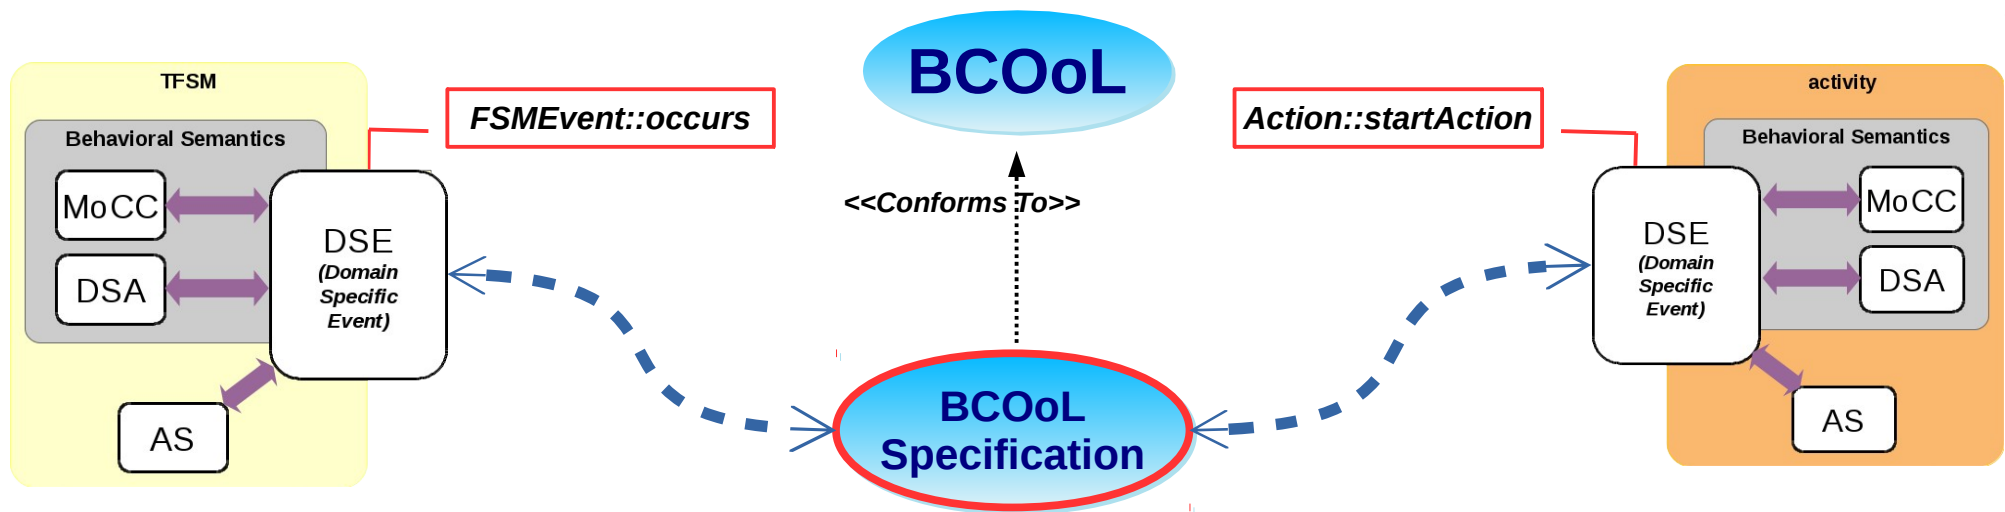 TFSM
Behavioral Semantics
MoCC
DSA
DSE
(Domain
Specific
Event)
AS
FSMEvent::occurs
BCOoL
<<Conforms To>>
BCOoL
Specification
Action::startAction
activity
Behavioral Semantics
DSE
(Domain
Specific
Event)
MoCC
DSA
AS